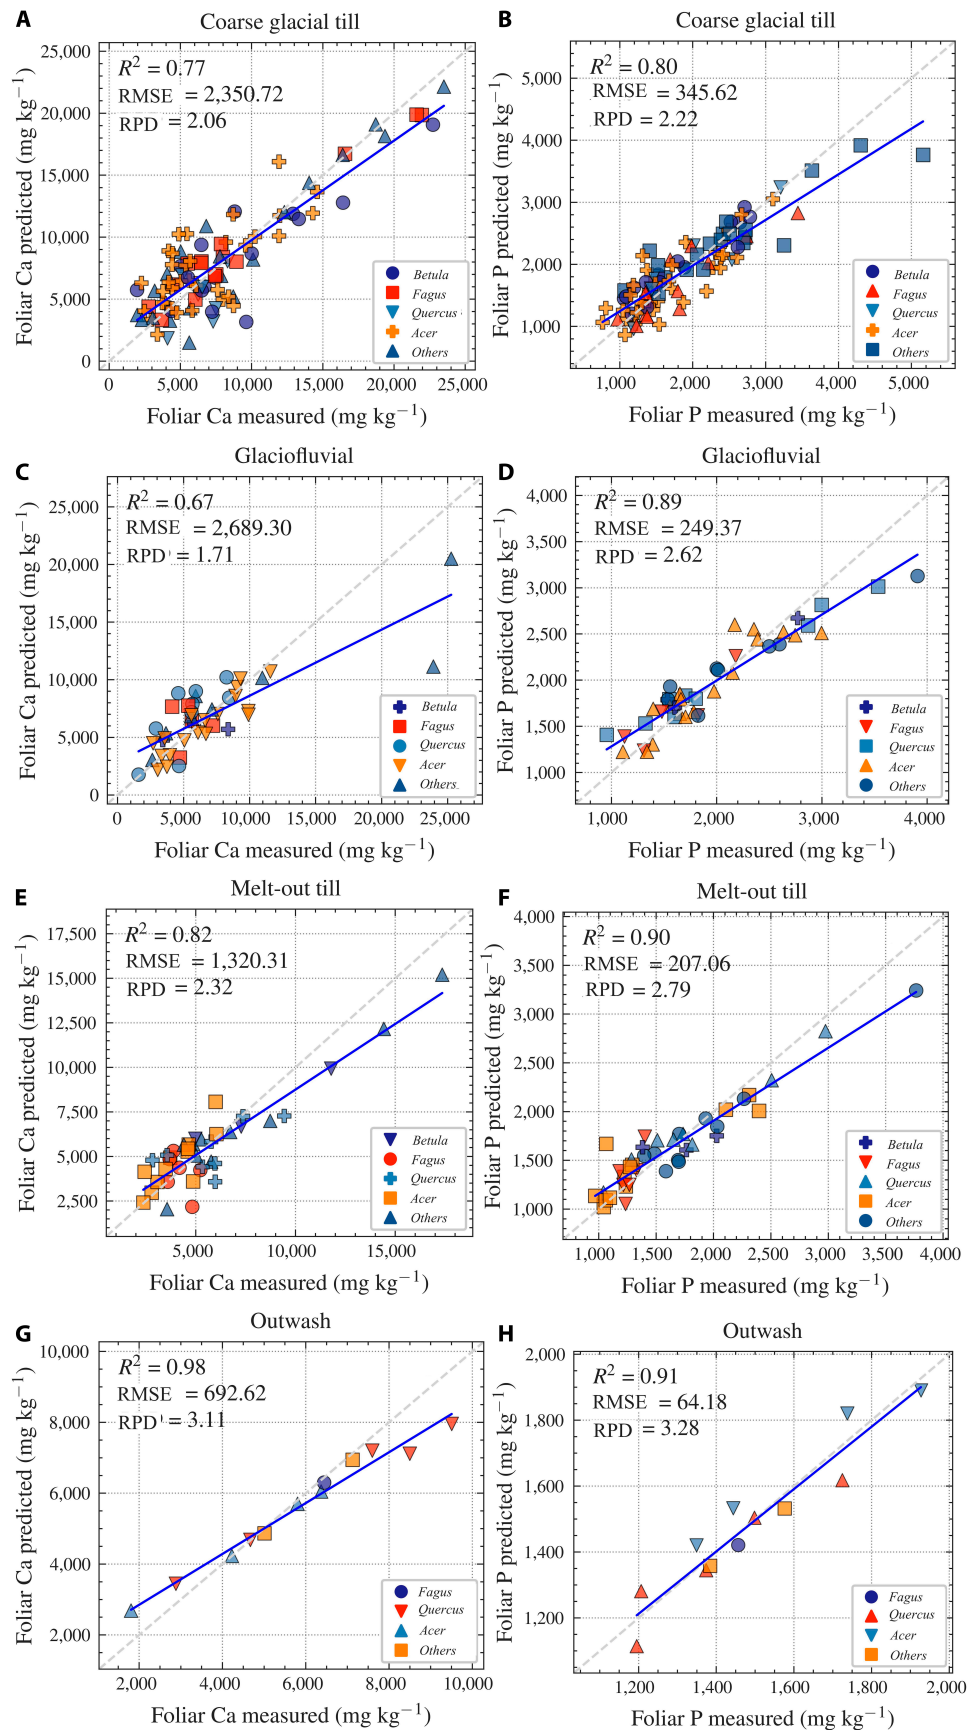 A
Coarse glacial till
R² = 0.77
RMSE = 2,350.72
RPD = 2.06
Foliar Ca predicted (mg kg⁻¹)
25,000
20,000
15,000
10,000
5,000
0
Betula
Fagus
Quercus
Acer
Others
0 5,000 10,000 15,000 20,000 25,000
Foliar Ca measured (mg kg⁻¹)
B
Coarse glacial till
R² = 0.80
RMSE = 345.62
RPD = 2.22
Foliar P predicted (mg kg⁻¹)
5,000
4,000
3,000
2,000
1,000
Betula
Fagus
Quercus
Acer
Others
1,000 2,000 3,000 4,000 5,000
Foliar P measured (mg kg⁻¹)
C
Glaciofluvial
R² = 0.67
RMSE = 2,689.30
RPD = 1.71
Foliar Ca predicted (mg kg⁻¹)
25,000
20,000
15,000
10,000
5,000
0
Betula
Fagus
Quercus
Acer
Others
0 5,000 10,000 15,000 20,000 25,000
Foliar Ca measured (mg kg⁻¹)
D
Glaciofluvial
R² = 0.89
RMSE = 249.37
RPD = 2.62
Foliar P predicted (mg kg⁻¹)
4,000
3,500
3,000
2,500
2,000
1,500
1,000
Betula
Fagus
Quercus
Acer
Others
1,000 2,000 3,000 4,000
Foliar P measured (mg kg⁻¹)
E
Melt-out till
R² = 0.82
RMSE = 1,320.31
RPD = 2.32
Foliar Ca predicted (mg kg⁻¹)
17,500
15,000
12,500
10,000
7,500
5,000
2,500
Betula
Fagus
Quercus
Acer
Others
5,000 10,000 15,000
Foliar Ca measured (mg kg⁻¹)
F
Melt-out till
R² = 0.90
RMSE = 207.06
RPD = 2.79
Foliar P predicted (mg kg⁻¹)
4,000
3,500
3,000
2,500
2,000
1,500
1,000
Betula
Fagus
Quercus
Acer
Others
1,000 1,500 2,000 2,500 3,000 3,500 4,000
Foliar P measured (mg kg⁻¹)
G
Outwash
R² = 0.98
RMSE = 692.62
RPD = 3.11
Foliar Ca predicted (mg kg⁻¹)
10,000
8,000
6,000
4,000
2,000
Fagus
Quercus
Acer
Others
2,000 4,000 6,000 8,000 10,000
Foliar Ca measured (mg kg⁻¹)
H
Outwash
R² = 0.91
RMSE = 64.18
RPD = 3.28
Foliar P predicted (mg kg⁻¹)
2,000
1,800
1,600
1,400
1,200
Fagus
Quercus
Acer
Others
1,200 1,400 1,600 1,800 2,000
Foliar P measured (mg kg⁻¹)